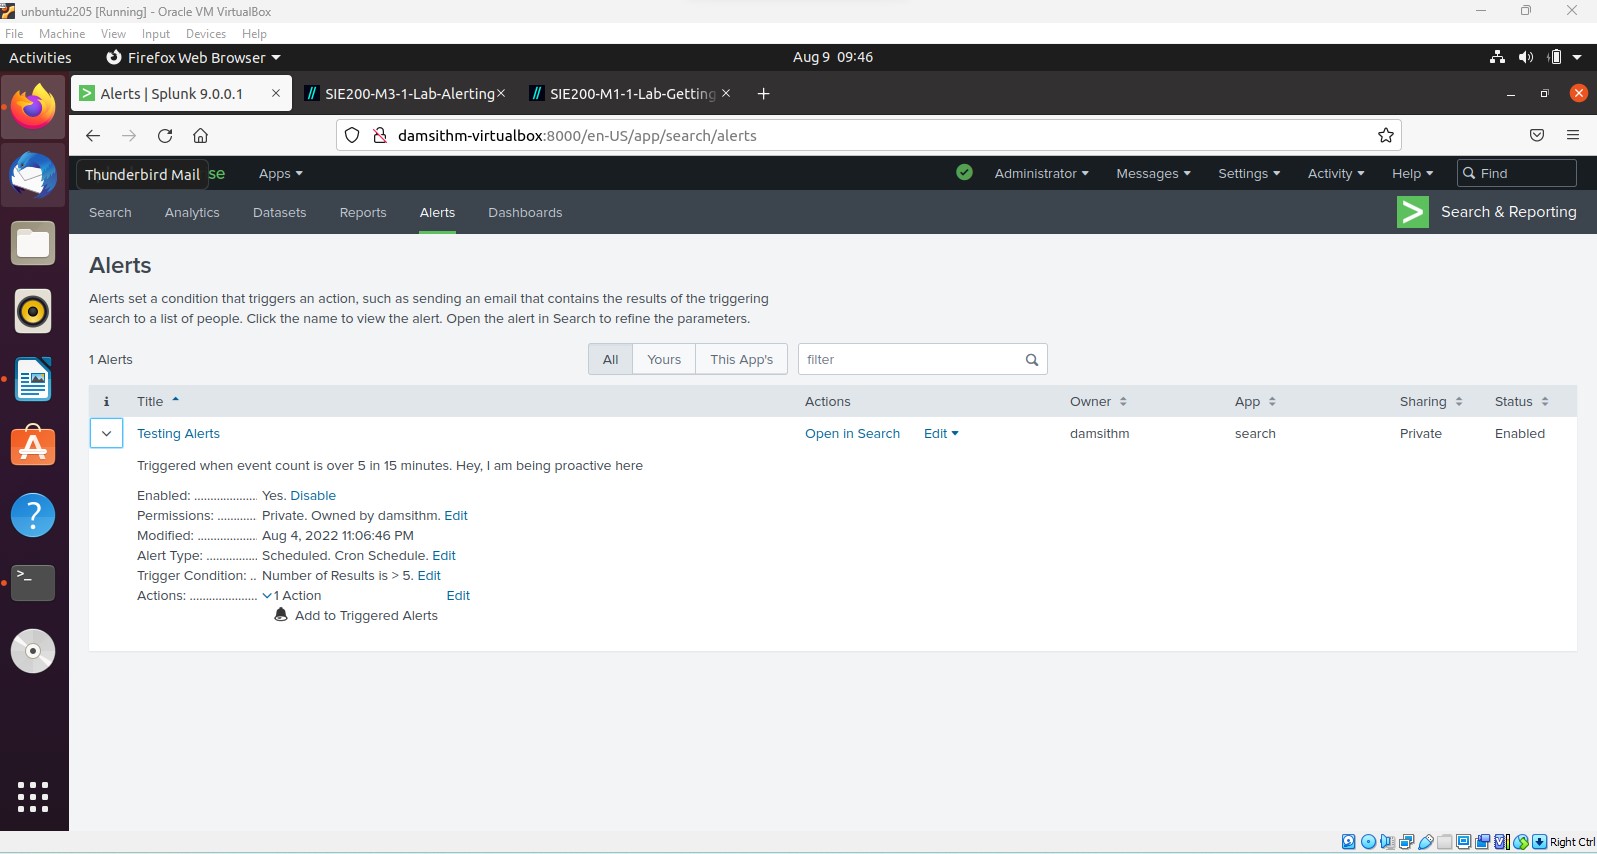 unbuntu2205 [Running] - Oracle VM VirtualBox
File Machine View Input Devices Help
Activities Firefox Web Browser Aug 9 09:46
Alerts | Splunk 9.0.0.1 SIE200-M3-1-Lab-Alerting SIE200-M1-1-Lab-Getting
damsithm-virtualbox:8000/en-US/app/search/alerts
Thunderbird Mail se Apps Administrator Messages Settings Activity Help Find
Search Analytics Datasets Reports Alerts Dashboards Search & Reporting
Alerts
Alerts set a condition that triggers an action, such as sending an email that contains the results of the triggering
search to a list of people. Click the name to view the alert. Open the alert in Search to refine the parameters.
1 Alerts All Yours This App's filter
i Title Actions Owner App Sharing Status
Testing Alerts Open in Search Edit damsithm search Private Enabled
Triggered when event count is over 5 in 15 minutes. Hey, I am being proactive here
Enabled: ................... Yes. Disable
Permissions: ............ Private. Owned by damsithm. Edit
Modified: .................. Aug 4, 2022 11:06:46 PM
Alert Type: ................ Scheduled. Cron Schedule. Edit
Trigger Condition: .. Number of Results is > 5. Edit
Actions: ..................... 1 Action Edit
Add to Triggered Alerts
Right Ctrl